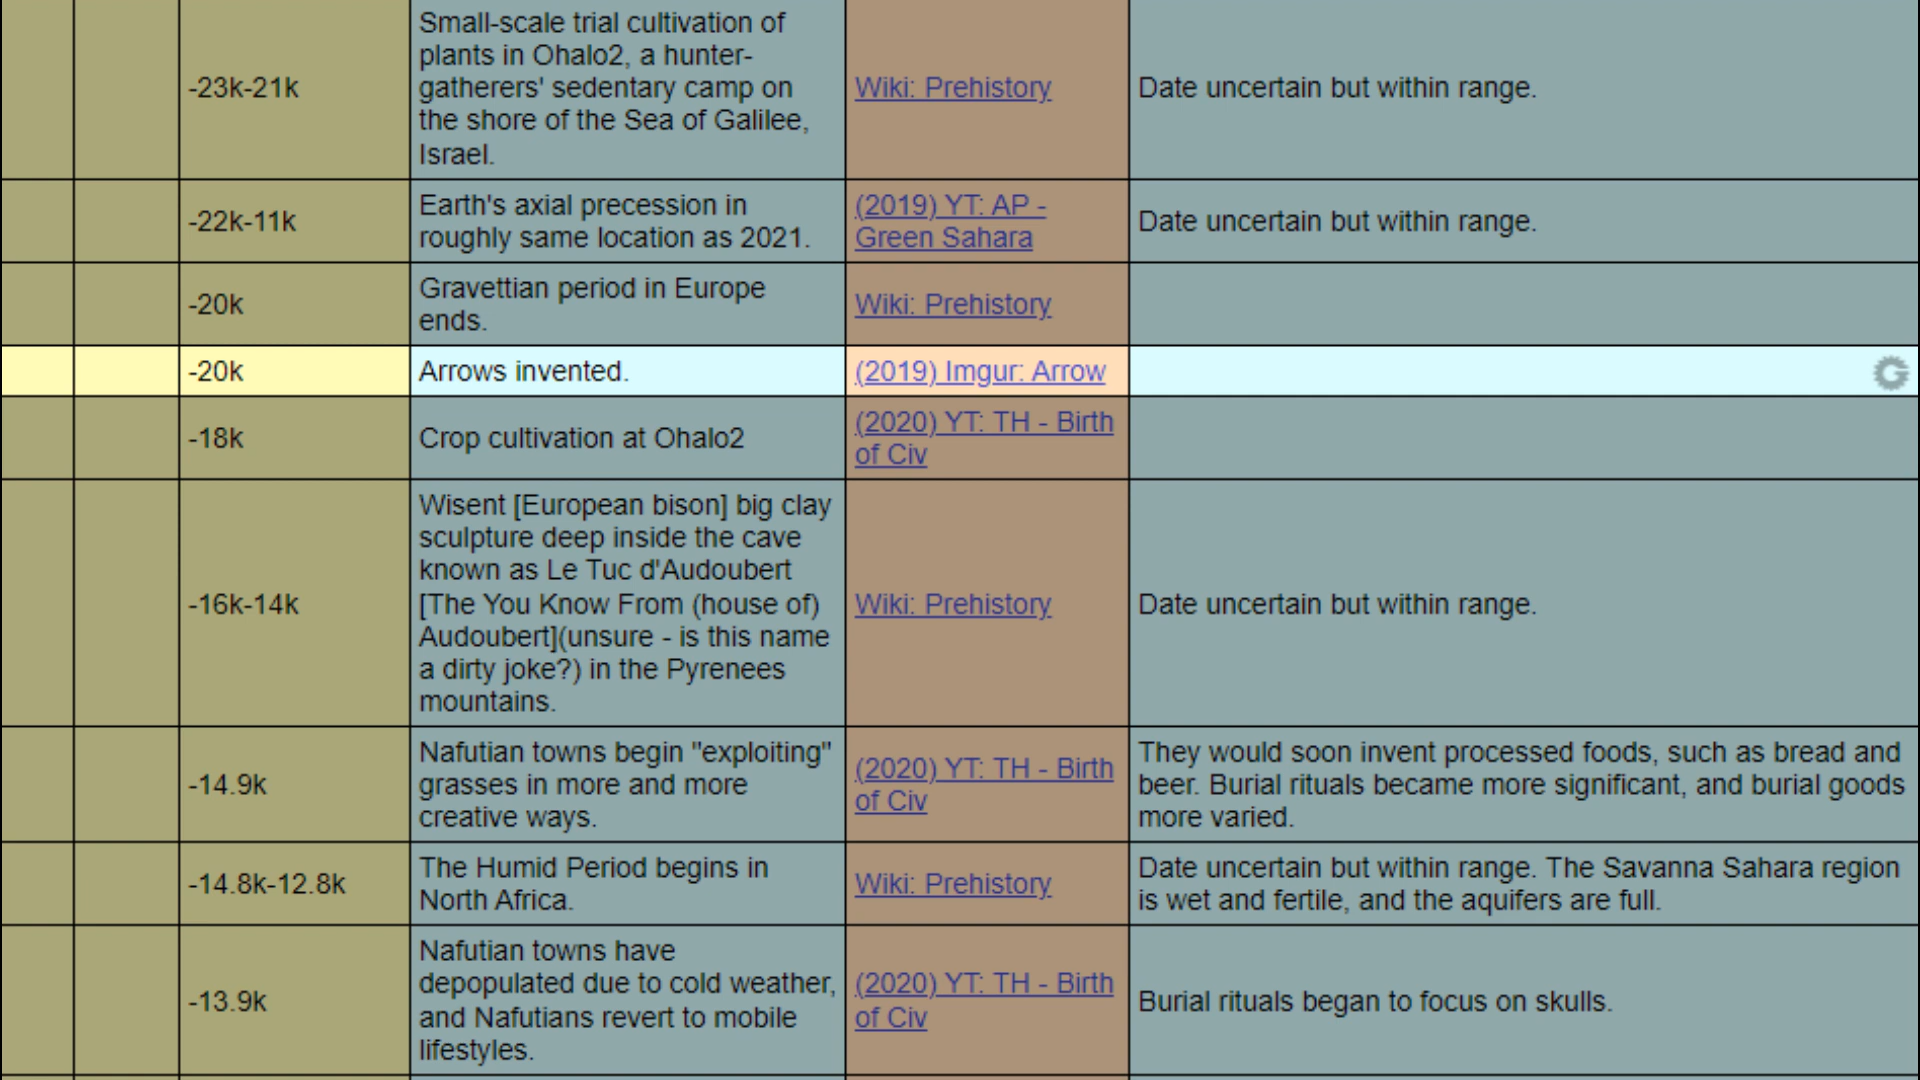 -23k-21k
Small-scale trial cultivation of
plants in Ohalo2, a hunter-
gatherers' sedentary camp on
the shore of the Sea of Galilee,
Israel.
Wiki: Prehistory
Date uncertain but within range.
-22k-11k
Earth's axial precession in
roughly same location as 2021.
(2019) YT: AP -
Green Sahara
Date uncertain but within range.
-20k
Gravettian period in Europe
ends.
Wiki: Prehistory
-20k
Arrows invented.
(2019) Imgur: Arrow
G
-18k
Crop cultivation at Ohalo2
(2020) YT: TH - Birth
of Civ
-16k-14k
Wisent [European bison] big clay
sculpture deep inside the cave
known as Le Tuc d'Audoubert
[The You Know From (house of)
Audoubert](unsure - is this name
a dirty joke?) in the Pyrenees
mountains.
Wiki: Prehistory
Date uncertain but within range.
-14.9k
Nafutian towns begin "exploiting"
grasses in more and more
creative ways.
(2020) YT: TH - Birth
of Civ
They would soon invent processed foods, such as bread and
beer. Burial rituals became more significant, and burial goods
more varied.
-14.8k-12.8k
The Humid Period begins in
North Africa.
Wiki: Prehistory
Date uncertain but within range. The Savanna Sahara region
is wet and fertile, and the aquifers are full.
-13.9k
Nafutian towns have
depopulated due to cold weather,
and Nafutians revert to mobile
lifestyles.
(2020) YT: TH - Birth
of Civ
Burial rituals began to focus on skulls.